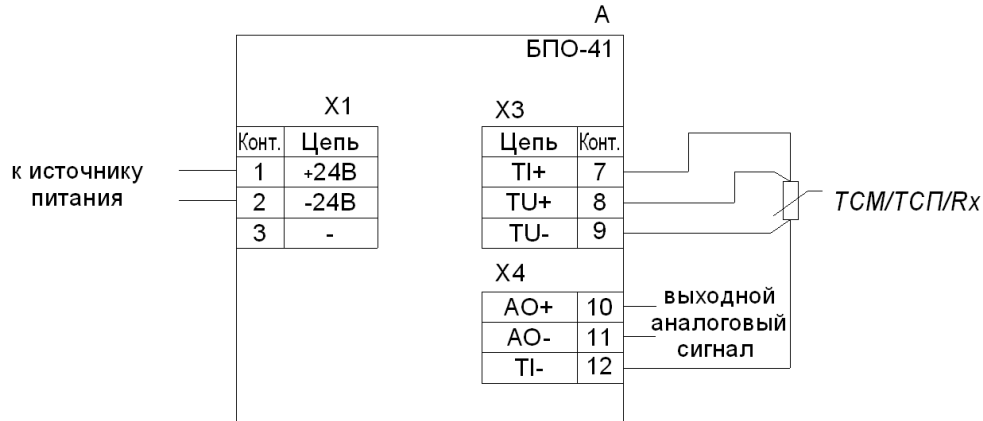 А
БПО-41
X1
Конт. Цепь
1 +24В
2 -24В
3 -
к источнику
питания
X3
Цепь Конт.
TI+ 7
TU+ 8
TU- 9
ТСМ/ТСП/Rx
X4
AO+ 10
AO- 11
TI- 12
выходной
аналоговый
сигнал